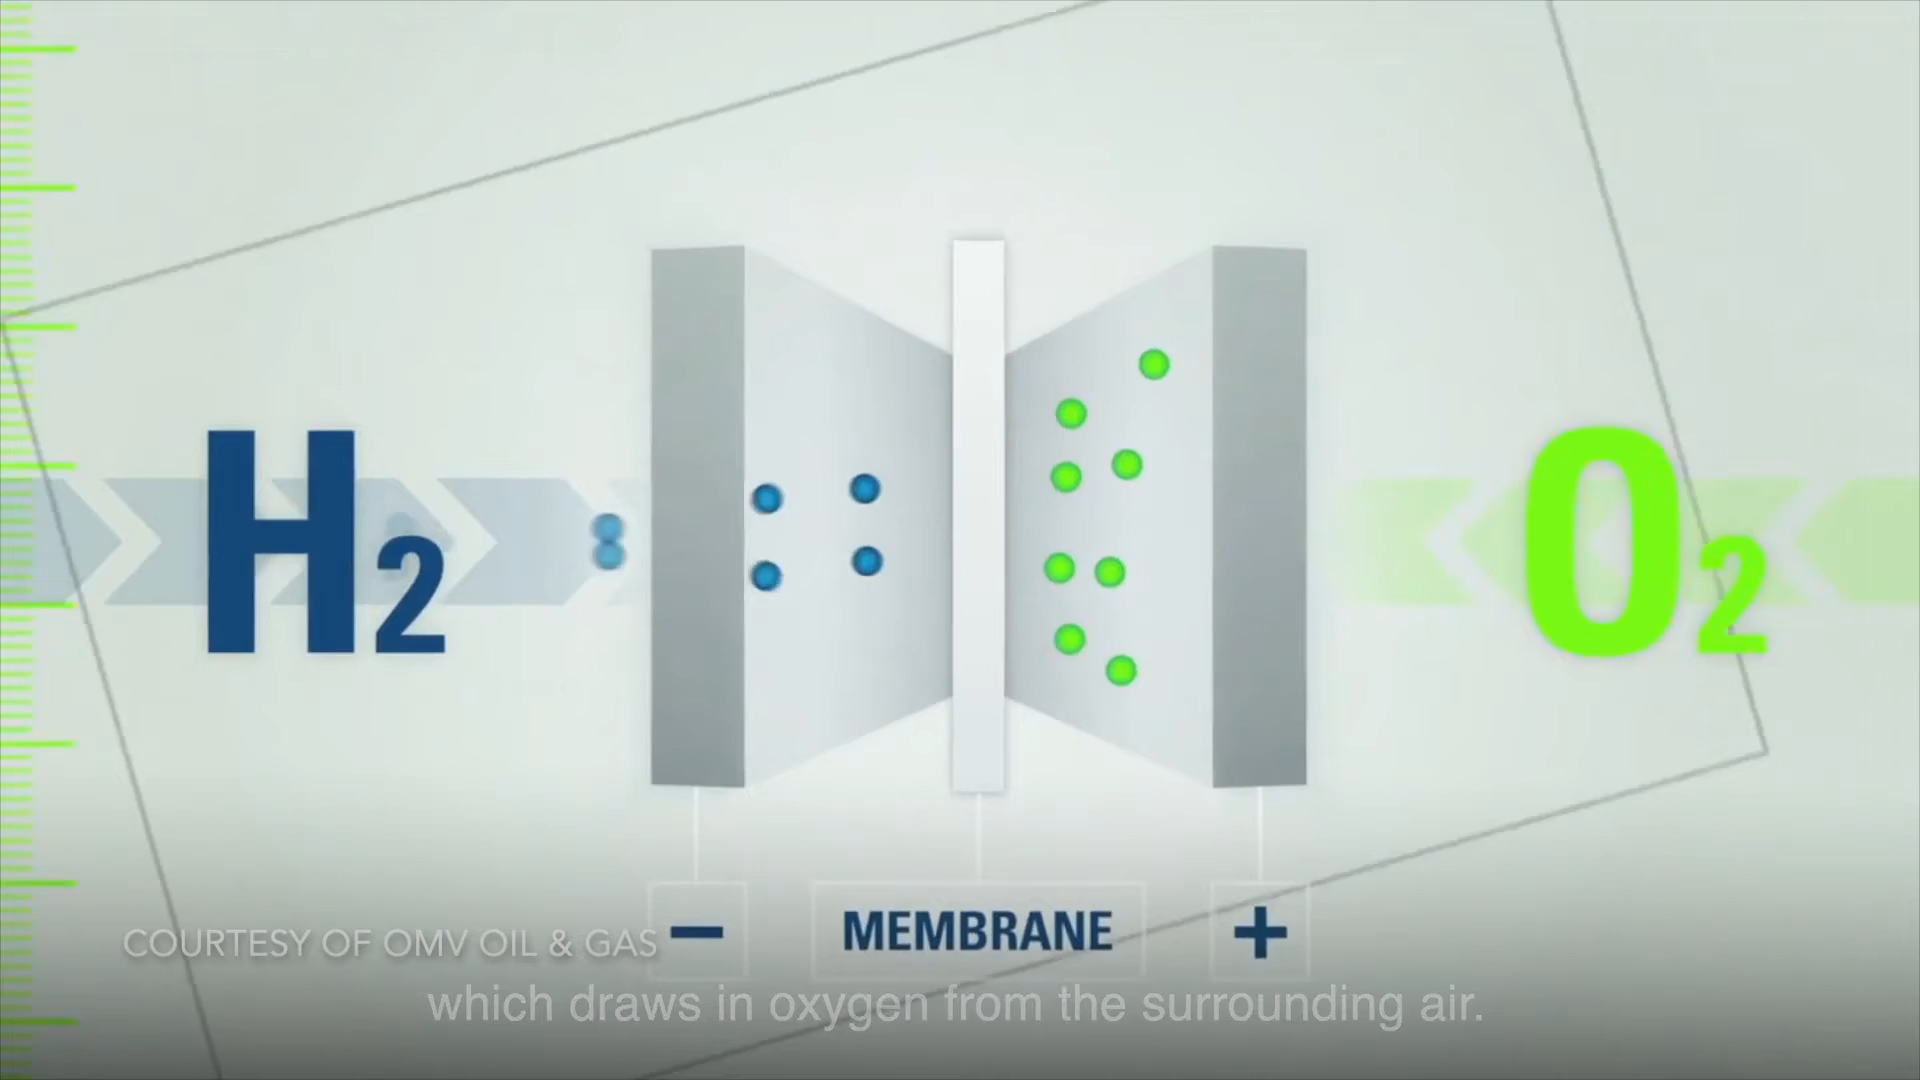 H2
O2
−
MEMBRANE
+
COURTESY OF OMV OIL & GAS
which draws in oxygen from the surrounding air.